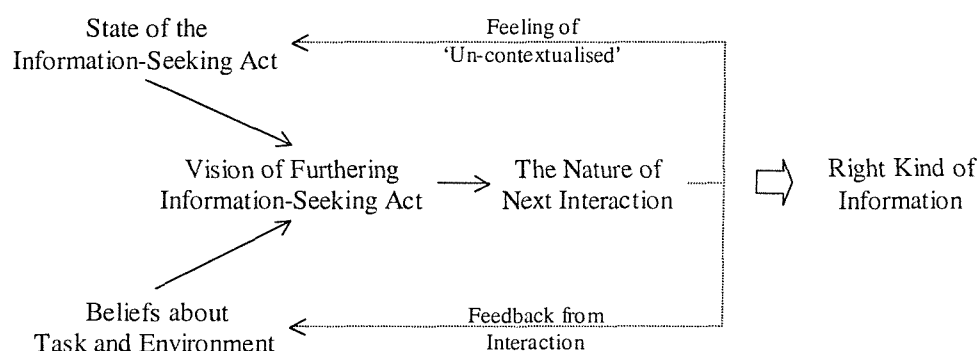 State of the
Information-Seeking Act
Feeling of
‘Un-contextualised’
Vision of Furthering
Information-Seeking Act
The Nature of
Next Interaction
Right Kind of
Information
Beliefs about
Task and Environment
Feedback from
Interaction